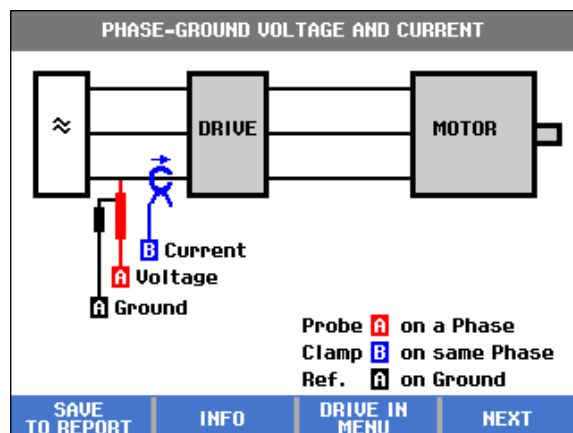 PHASE-GROUND VOLTAGE AND CURRENT
≈
DRIVE
MOTOR
B Current
A Voltage
A Ground
Probe A on a Phase
Clamp B on same Phase
Ref. A on Ground
SAVE
TO REPORT
INFO
DRIVE IN
MENU
NEXT